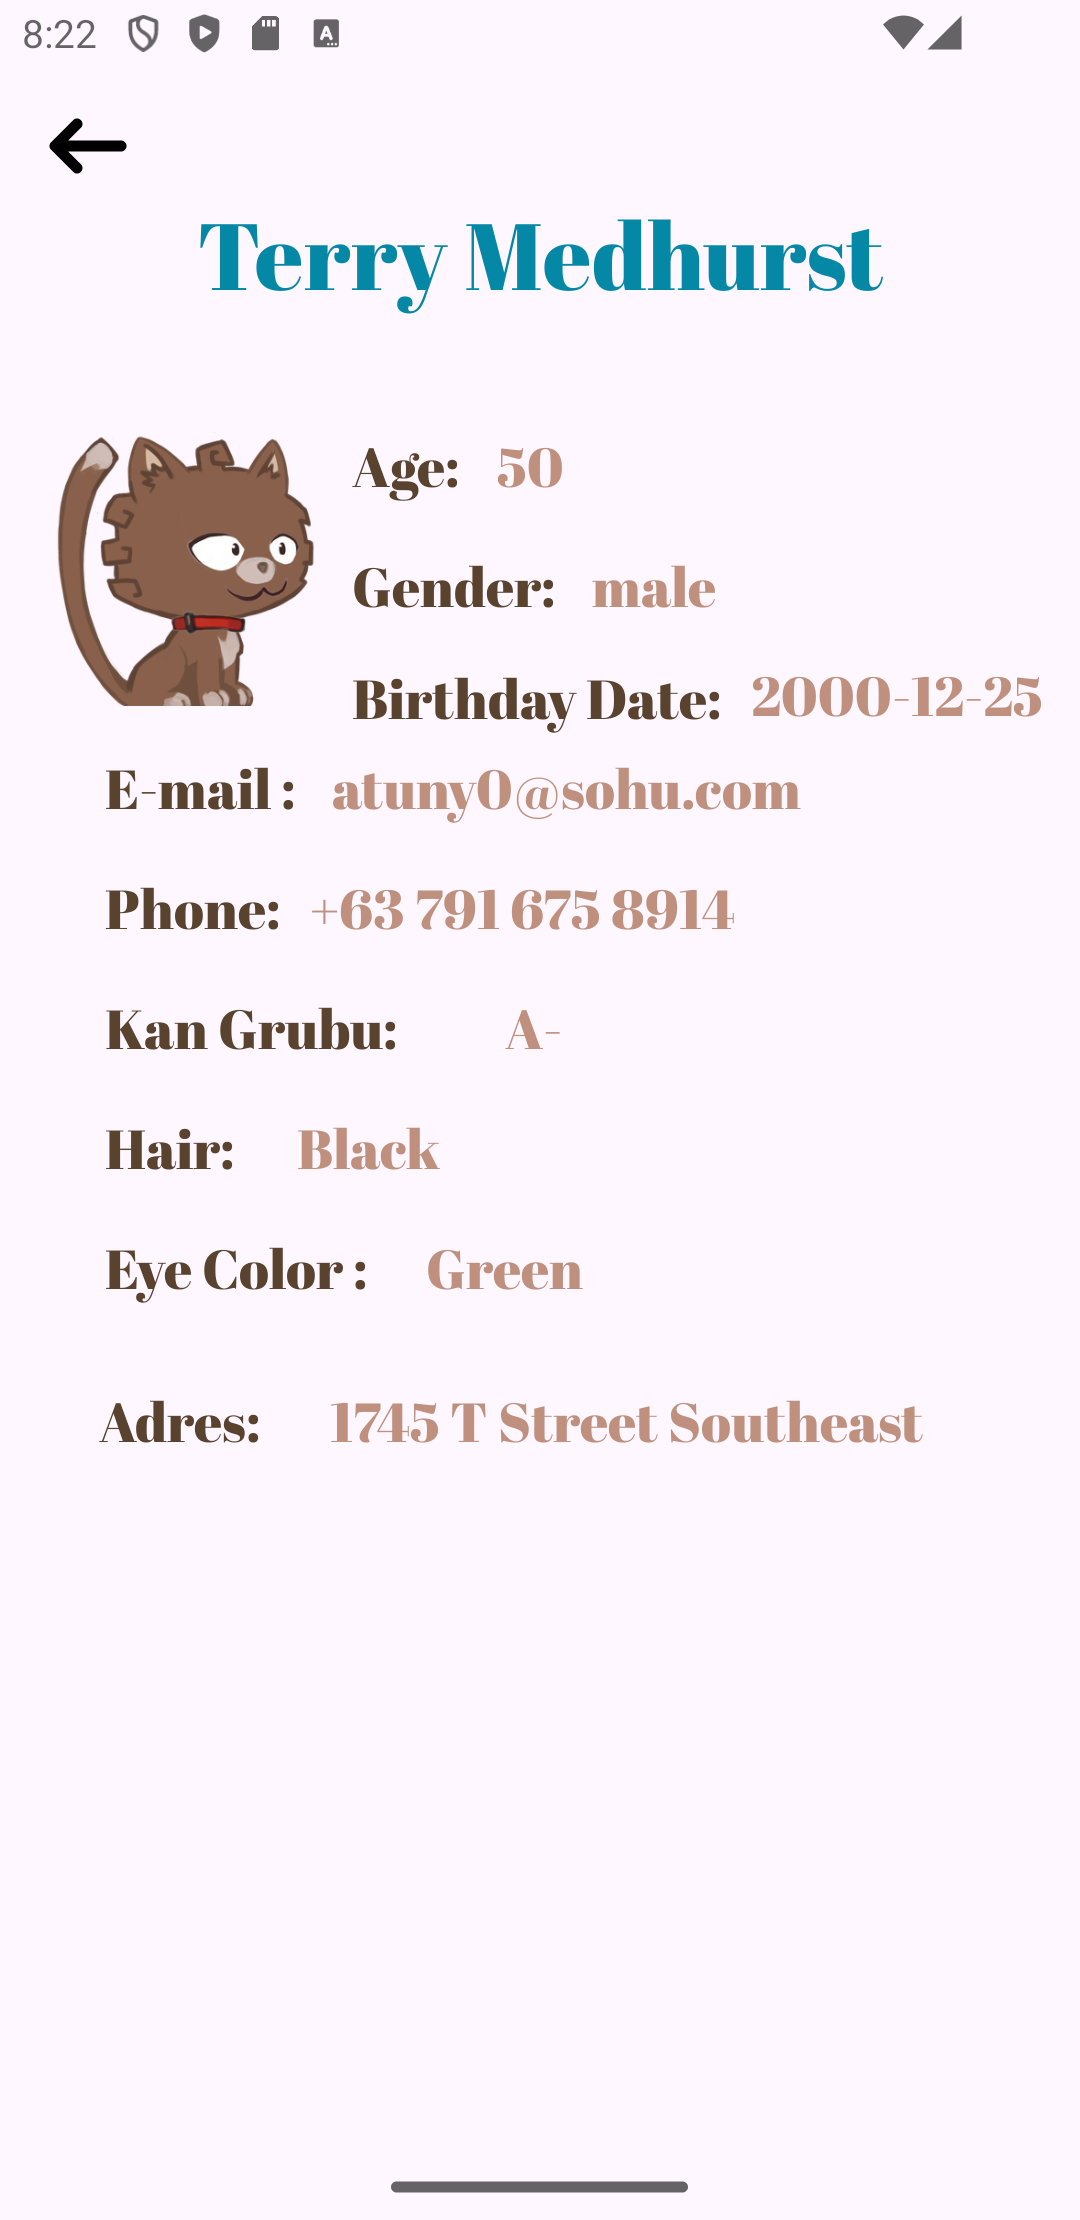 8:22
Terry Medhurst
Age: 50
Gender: male
Birthday Date: 2000-12-25
E-mail : atuny0@sohu.com
Phone: +63 791 675 8914
Kan Grubu: A-
Hair: Black
Eye Color : Green
Adres: 1745 T Street Southeast